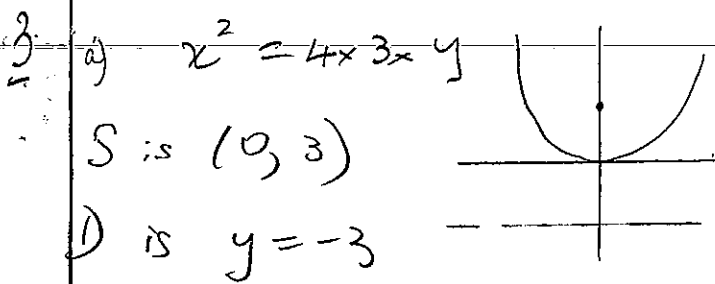 3 a) x² = 4 × 3 × y
S is (0, 3)
D is y = -3